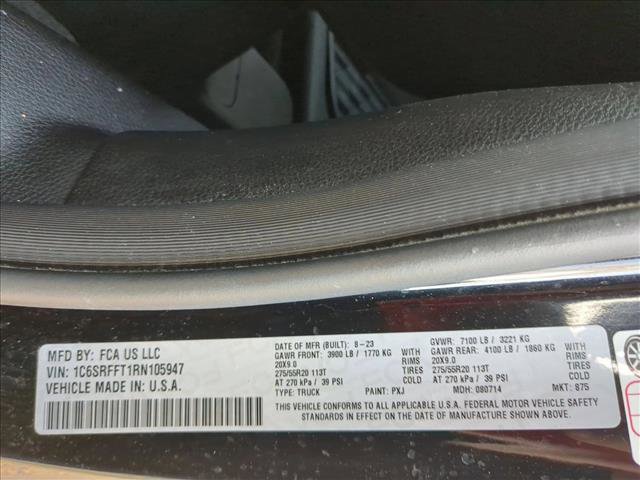 MFD BY: FCA US LLC
VIN: 1C6SRFFT1RN105947
VEHICLE MADE IN: U.S.A.
DATE OF MFR (BUILT): 8-23 GVWR: 7100 LB / 3221 KG
GAWR FRONT: 3900 LB / 1770 KG WITH GAWR REAR: 4100 LB / 1860 KG WITH
20X9.0 RIMS 20X9.0 RIMS
275/55R20 113T TIRES 275/55R20 113T TIRES
AT 270 kPa / 39 PSI COLD AT 270 kPa / 39 PSI COLD
TYPE: TRUCK PAINT: PXJ MDH: 080714 MKT: 875
THIS VEHICLE CONFORMS TO ALL APPLICABLE U.S.A. FEDERAL MOTOR VEHICLE SAFETY
STANDARDS IN EFFECT ON THE DATE OF MANUFACTURE SHOWN ABOVE.